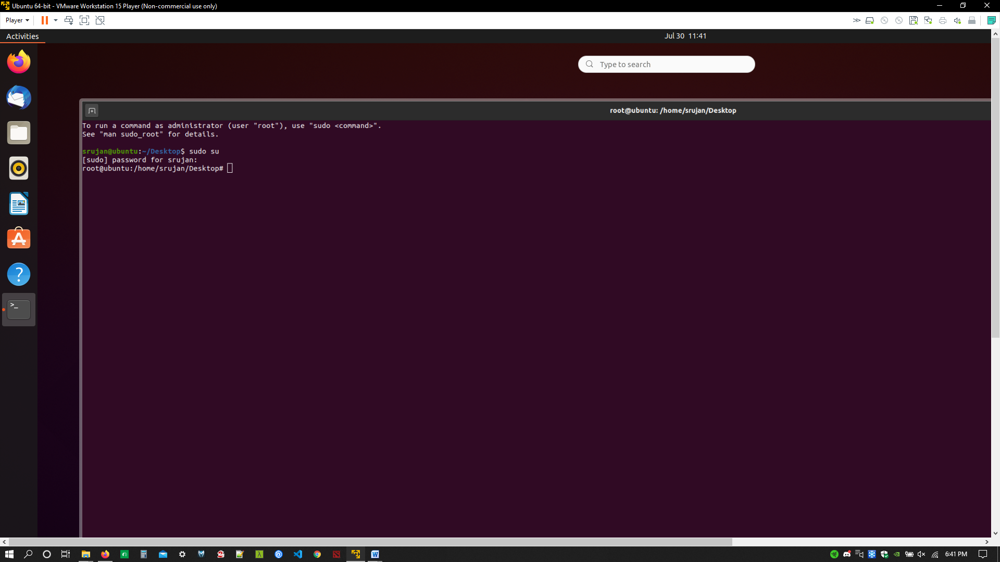 Ubuntu 64-bit - VMware Workstation 15 Player (Non-commercial use only)
Player
Activities
Jul 30 11:41
Type to search
root@ubuntu: /home/srujan/Desktop
To run a command as administrator (user "root"), use "sudo <command>".
See "man sudo_root" for details.
srujan@ubuntu:~/Desktop$ sudo su
[sudo] password for srujan:
root@ubuntu:/home/srujan/Desktop#
6:41 PM